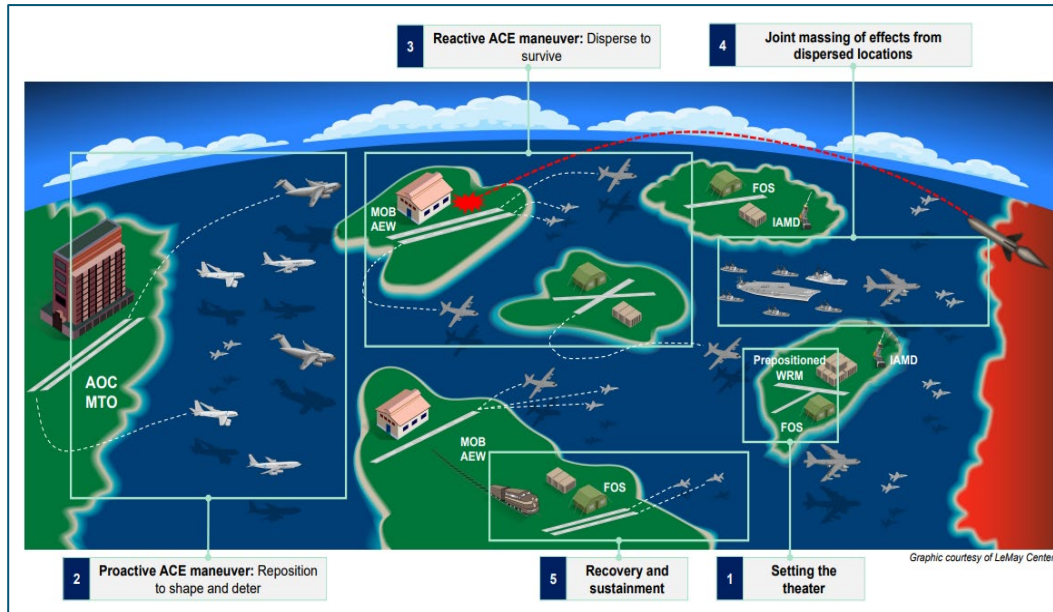 3
Reactive ACE maneuver: Disperse to
survive
4
Joint massing of effects from
dispersed locations
MOB
AEW
FOS
IAMD
AOC
MTO
Prepositioned
WRM
IAMD
FOS
MOB
AEW
FOS
2
Proactive ACE maneuver: Reposition
to shape and deter
5
Recovery and
sustainment
1
Setting the
theater
Graphic courtesy of LeMay Center